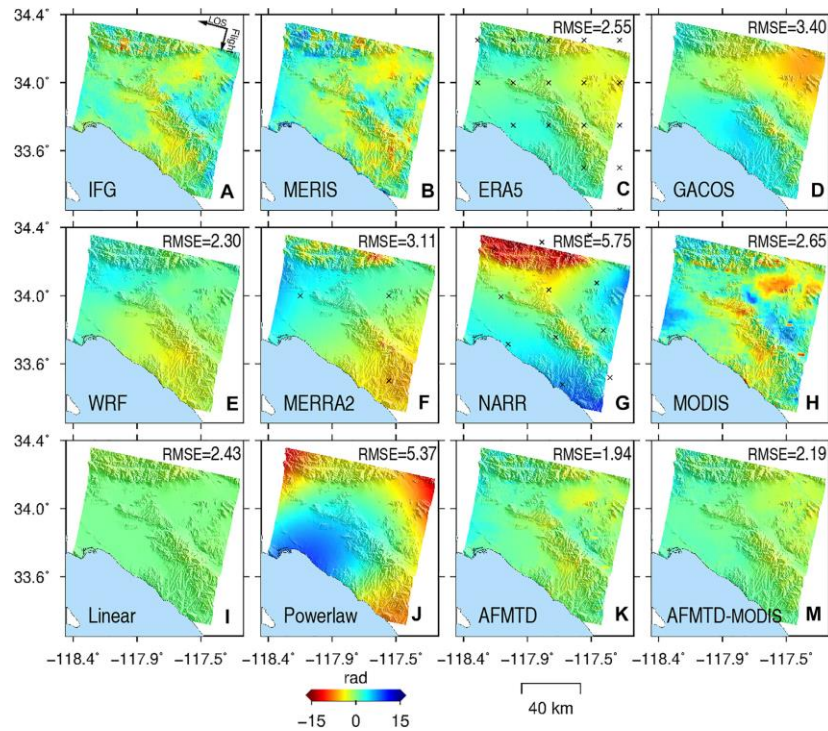 LOS
Flight
RMSE=2.55
RMSE=3.40
34.4°
34.0°
33.6°
IFG
A
MERIS
B
ERA5
C
GACOS
D
RMSE=2.30
RMSE=3.11
RMSE=5.75
RMSE=2.65
34.4°
34.0°
33.6°
WRF
E
MERRA2
F
NARR
G
MODIS
H
RMSE=2.43
RMSE=5.37
RMSE=1.94
RMSE=2.19
34.4°
34.0°
33.6°
Linear
I
Powerlaw
J
AFMTD
K
AFMTD-MODIS
M
−118.4° −117.9° −117.5°
−118.4° −117.9° −117.5°
−118.4° −117.9° −117.5°
−118.4° −117.9° −117.5°
rad
−15 0 15
40 km